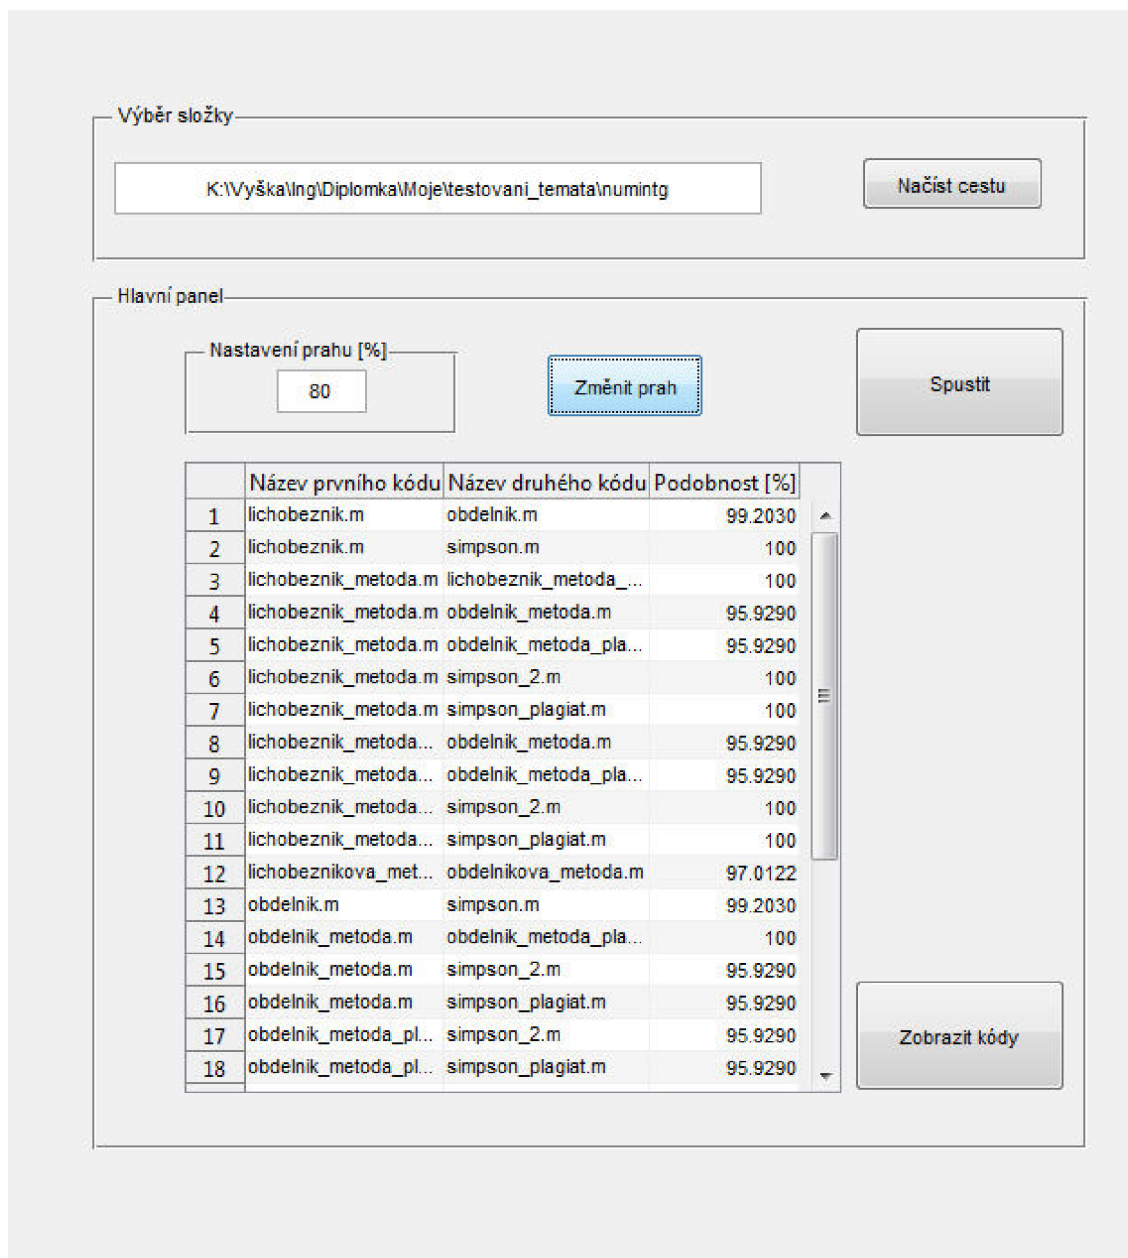 Výběr složky
K:\Vyška\Ing\Diplomka\Moje\testovani_temata\numintg
Načíst cestu
Hlavní panel
Nastavení prahu [%]
80
Změnit prah
Spustit
Název prvního kódu Název druhého kódu Podobnost [%]
1 lichobeznik.m obdelnik.m 99.2030
2 lichobeznik.m simpson.m 100
3 lichobeznik_metoda.m lichobeznik_metoda_... 100
4 lichobeznik_metoda.m obdelnik_metoda.m 95.9290
5 lichobeznik_metoda.m obdelnik_metoda_pla... 95.9290
6 lichobeznik_metoda.m simpson_2.m 100
7 lichobeznik_metoda.m simpson_plagiat.m 100
8 lichobeznik_metoda... obdelnik_metoda.m 95.9290
9 lichobeznik_metoda... obdelnik_metoda_pla... 95.9290
10 lichobeznik_metoda... simpson_2.m 100
11 lichobeznik_metoda... simpson_plagiat.m 100
12 lichobeznikova_met... obdelnikova_metoda.m 97.0122
13 obdelnik.m simpson.m 99.2030
14 obdelnik_metoda.m obdelnik_metoda_pla... 100
15 obdelnik_metoda.m simpson_2.m 95.9290
16 obdelnik_metoda.m simpson_plagiat.m 95.9290
17 obdelnik_metoda_pl... simpson_2.m 95.9290
18 obdelnik_metoda_pl... simpson_plagiat.m 95.9290
Zobrazit kódy